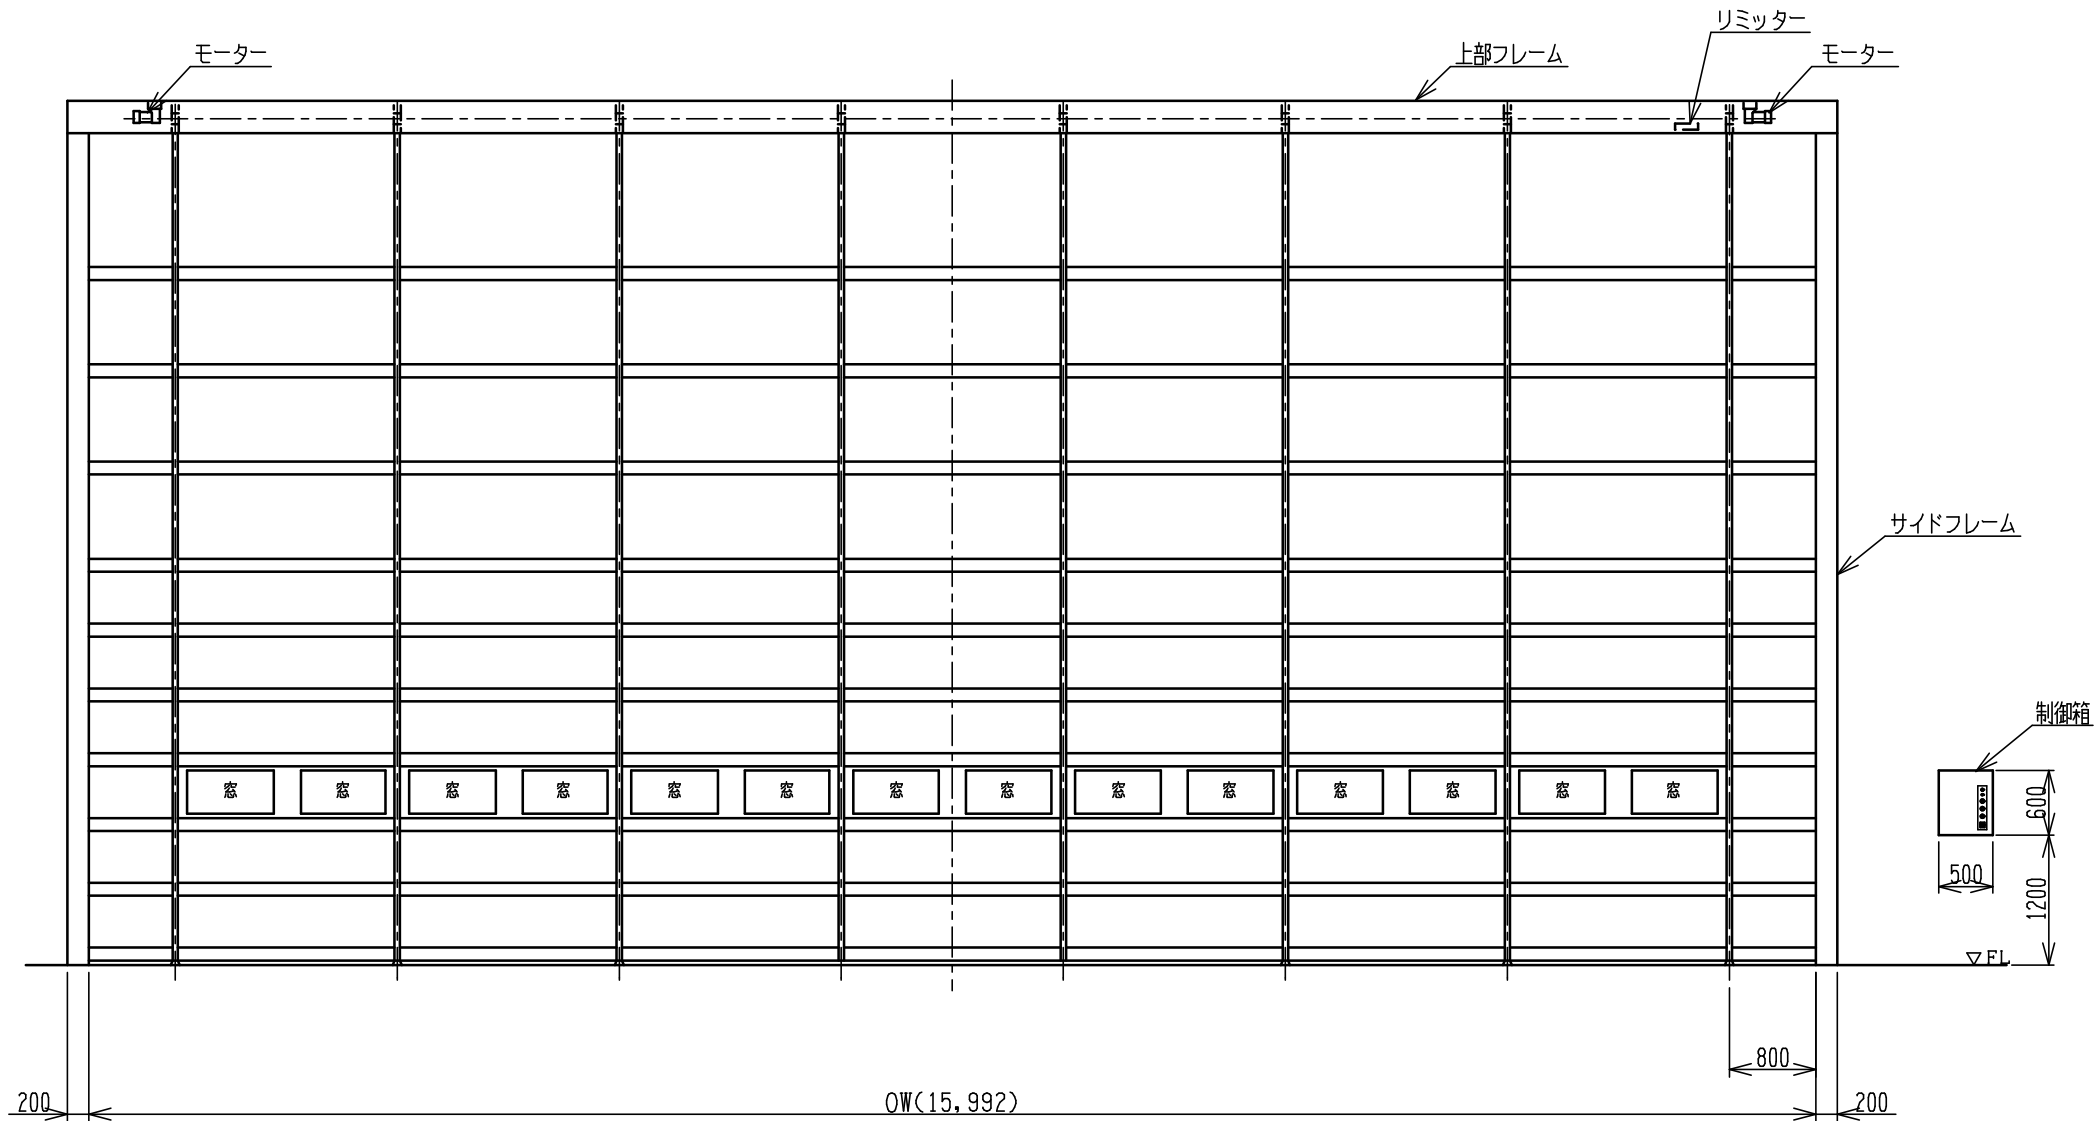 リミッター
モーター
上部フレーム
モーター
サイドフレーム
制御箱
窓 窓 窓 窓 窓 窓 窓 窓 窓 窓 窓 窓 窓 窓
600
500
1200
▽ FL
800
200
OW(15,992)
200